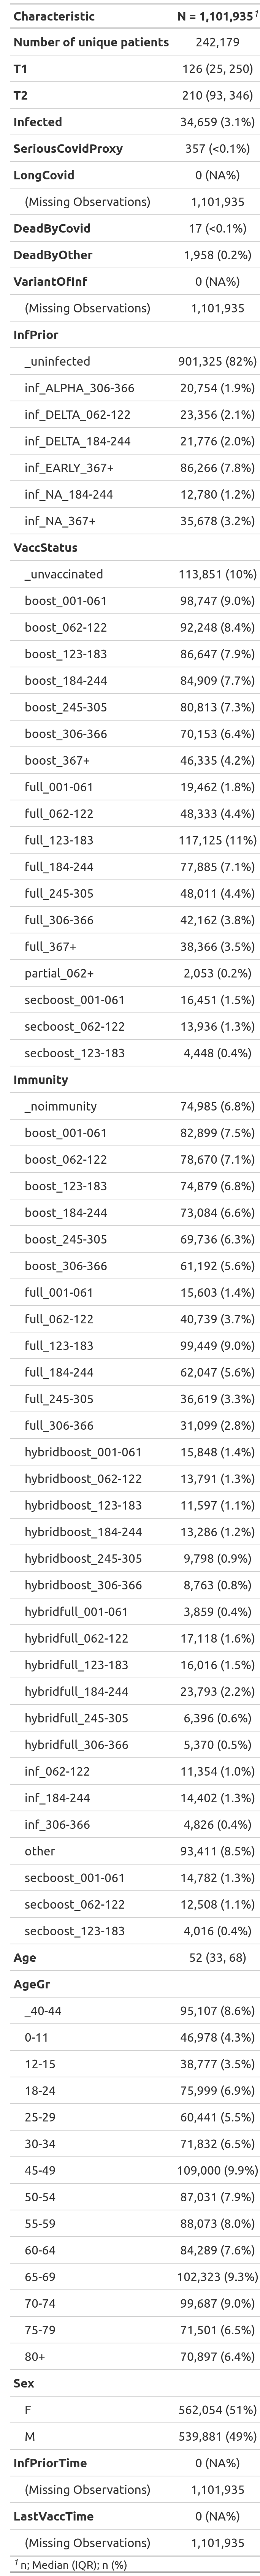 Characteristic N = 1,101,935¹
Number of unique patients 242,179
T1 126 (25, 250)
T2 210 (93, 346)
Infected 34,659 (3.1%)
SeriousCovidProxy 357 (<0.1%)
LongCovid 0 (NA%)
(Missing Observations) 1,101,935
DeadByCovid 17 (<0.1%)
DeadByOther 1,958 (0.2%)
VariantOfInf 0 (NA%)
(Missing Observations) 1,101,935
InfPrior
_uninfected 901,325 (82%)
inf_ALPHA_306-366 20,754 (1.9%)
inf_DELTA_062-122 23,356 (2.1%)
inf_DELTA_184-244 21,776 (2.0%)
inf_EARLY_367+ 86,266 (7.8%)
inf_NA_184-244 12,780 (1.2%)
inf_NA_367+ 35,678 (3.2%)
VaccStatus
_unvaccinated 113,851 (10%)
boost_001-061 98,747 (9.0%)
boost_062-122 92,248 (8.4%)
boost_123-183 86,647 (7.9%)
boost_184-244 84,909 (7.7%)
boost_245-305 80,813 (7.3%)
boost_306-366 70,153 (6.4%)
boost_367+ 46,335 (4.2%)
full_001-061 19,462 (1.8%)
full_062-122 48,333 (4.4%)
full_123-183 117,125 (11%)
full_184-244 77,885 (7.1%)
full_245-305 48,011 (4.4%)
full_306-366 42,162 (3.8%)
full_367+ 38,366 (3.5%)
partial_062+ 2,053 (0.2%)
secboost_001-061 16,451 (1.5%)
secboost_062-122 13,936 (1.3%)
secboost_123-183 4,448 (0.4%)
Immunity
_noimmunity 74,985 (6.8%)
boost_001-061 82,899 (7.5%)
boost_062-122 78,670 (7.1%)
boost_123-183 74,879 (6.8%)
boost_184-244 73,084 (6.6%)
boost_245-305 69,736 (6.3%)
boost_306-366 61,192 (5.6%)
full_001-061 15,603 (1.4%)
full_062-122 40,739 (3.7%)
full_123-183 99,449 (9.0%)
full_184-244 62,047 (5.6%)
full_245-305 36,619 (3.3%)
full_306-366 31,099 (2.8%)
hybridboost_001-061 15,848 (1.4%)
hybridboost_062-122 13,791 (1.3%)
hybridboost_123-183 11,597 (1.1%)
hybridboost_184-244 13,286 (1.2%)
hybridboost_245-305 9,798 (0.9%)
hybridboost_306-366 8,763 (0.8%)
hybridfull_001-061 3,859 (0.4%)
hybridfull_062-122 17,118 (1.6%)
hybridfull_123-183 16,016 (1.5%)
hybridfull_184-244 23,793 (2.2%)
hybridfull_245-305 6,396 (0.6%)
hybridfull_306-366 5,370 (0.5%)
inf_062-122 11,354 (1.0%)
inf_184-244 14,402 (1.3%)
inf_306-366 4,826 (0.4%)
other 93,411 (8.5%)
secboost_001-061 14,782 (1.3%)
secboost_062-122 12,508 (1.1%)
secboost_123-183 4,016 (0.4%)
Age 52 (33, 68)
AgeGr
_40-44 95,107 (8.6%)
0-11 46,978 (4.3%)
12-15 38,777 (3.5%)
18-24 75,999 (6.9%)
25-29 60,441 (5.5%)
30-34 71,832 (6.5%)
45-49 109,000 (9.9%)
50-54 87,031 (7.9%)
55-59 88,073 (8.0%)
60-64 84,289 (7.6%)
65-69 102,323 (9.3%)
70-74 99,687 (9.0%)
75-79 71,501 (6.5%)
80+ 70,897 (6.4%)
Sex
F 562,054 (51%)
M 539,881 (49%)
InfPriorTime 0 (NA%)
(Missing Observations) 1,101,935
LastVaccTime 0 (NA%)
(Missing Observations) 1,101,935
¹ n; Median (IQR); n (%)